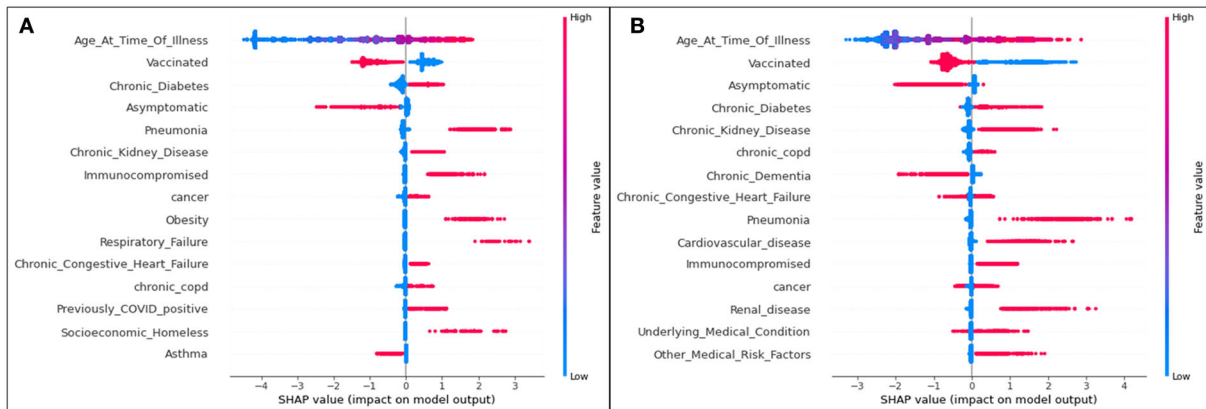 A
Age_At_Time_Of_Illness
Vaccinated
Chronic_Diabetes
Asymptomatic
Pneumonia
Chronic_Kidney_Disease
Immunocompromised
cancer
Obesity
Respiratory_Failure
Chronic_Congestive_Heart_Failure
chronic_copd
Previously_COVID_positive
Socioeconomic_Homeless
Asthma
−4 −3 −2 −1 0 1 2 3
SHAP value (impact on model output)
High
Feature value
Low
B
Age_At_Time_Of_Illness
Vaccinated
Asymptomatic
Chronic_Diabetes
Chronic_Kidney_Disease
chronic_copd
Chronic_Dementia
Chronic_Congestive_Heart_Failure
Pneumonia
Cardiovascular_disease
Immunocompromised
cancer
Renal_disease
Underlying_Medical_Condition
Other_Medical_Risk_Factors
−3 −2 −1 0 1 2 3 4
SHAP value (impact on model output)
High
Feature value
Low